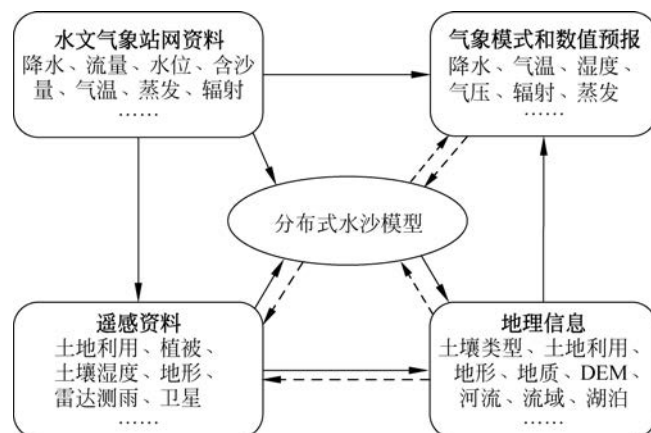 水文气象站网资料
降水、流量、水位、含沙
量、气温、蒸发、辐射
……
气象模式和数值预报
降水、气温、湿度、
气压、辐射、蒸发
……
分布式水沙模型
遥感资料
土地利用、植被、
土壤湿度、地形、
雷达测雨、卫星
……
地理信息
土壤类型、土地利用、
地形、地质、DEM、
河流、流域、湖泊
……